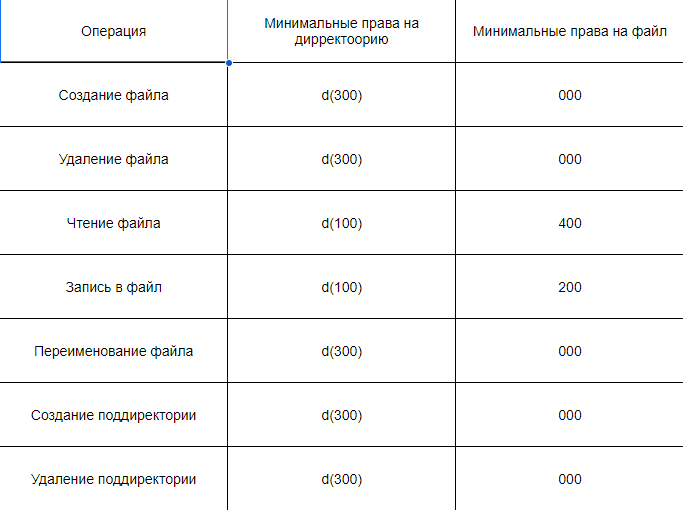 Операция
Минимальные права на
дирректоорию
Минимальные права на файл
Создание файла
d(300)
000
Удаление файла
d(300)
000
Чтение файла
d(100)
400
Запись в файл
d(100)
200
Переименование файла
d(300)
000
Создание поддиректории
d(300)
000
Удаление поддиректории
d(300)
000